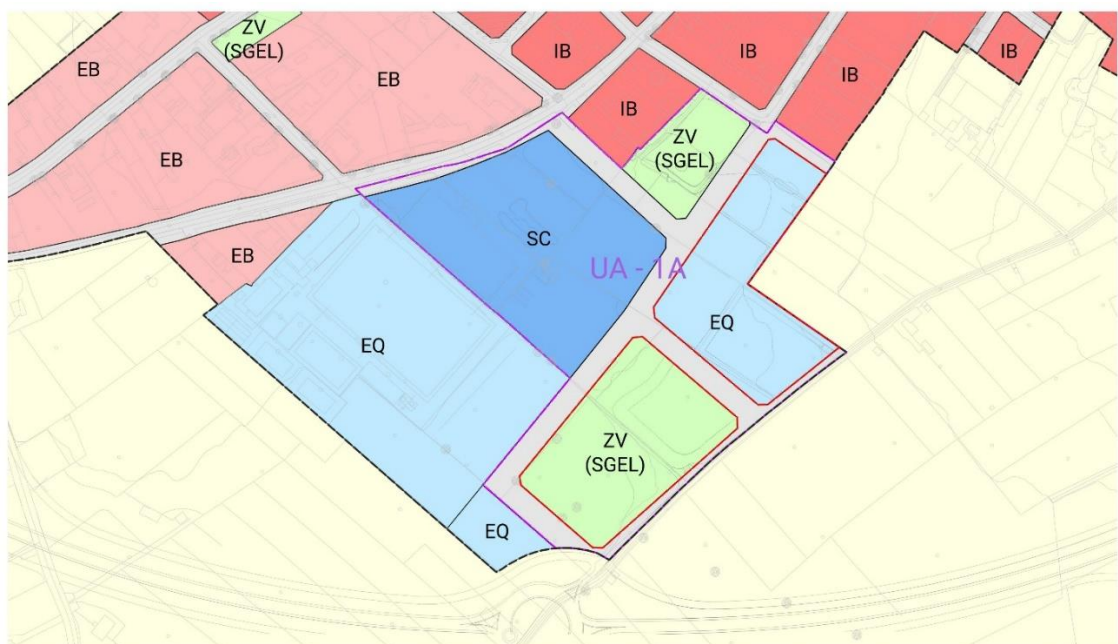 ZV
(SGEL)
EB
EB
IB
IB
IB
IB
EB
IB
ZV
(SGEL)
SC
EB
UA - 1A
EQ
EQ
ZV
(SGEL)
EQ